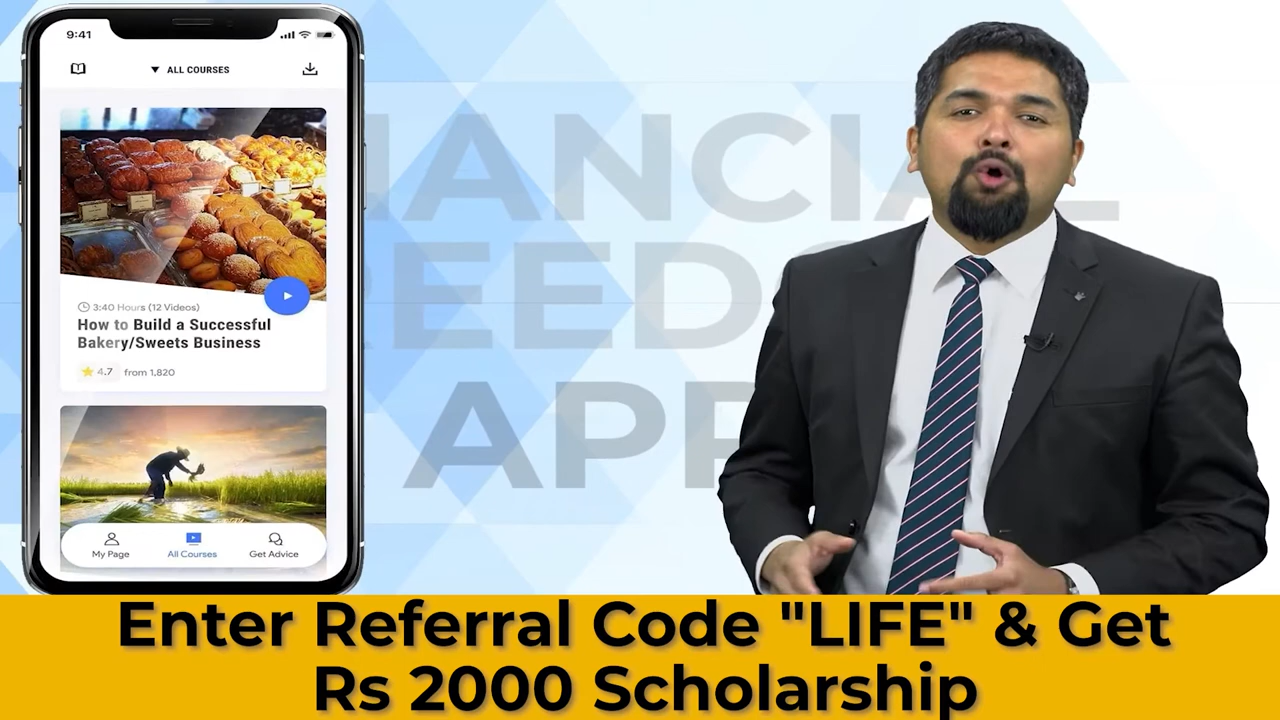 9:41
ALL COURSES
3:40 Hours (12 Videos)
How to Build a Successful
Bakery/Sweets Business
4.7 from 1,820
My Page
All Courses
Get Advice
Enter Referral Code "LIFE" & Get
Rs 2000 Scholarship